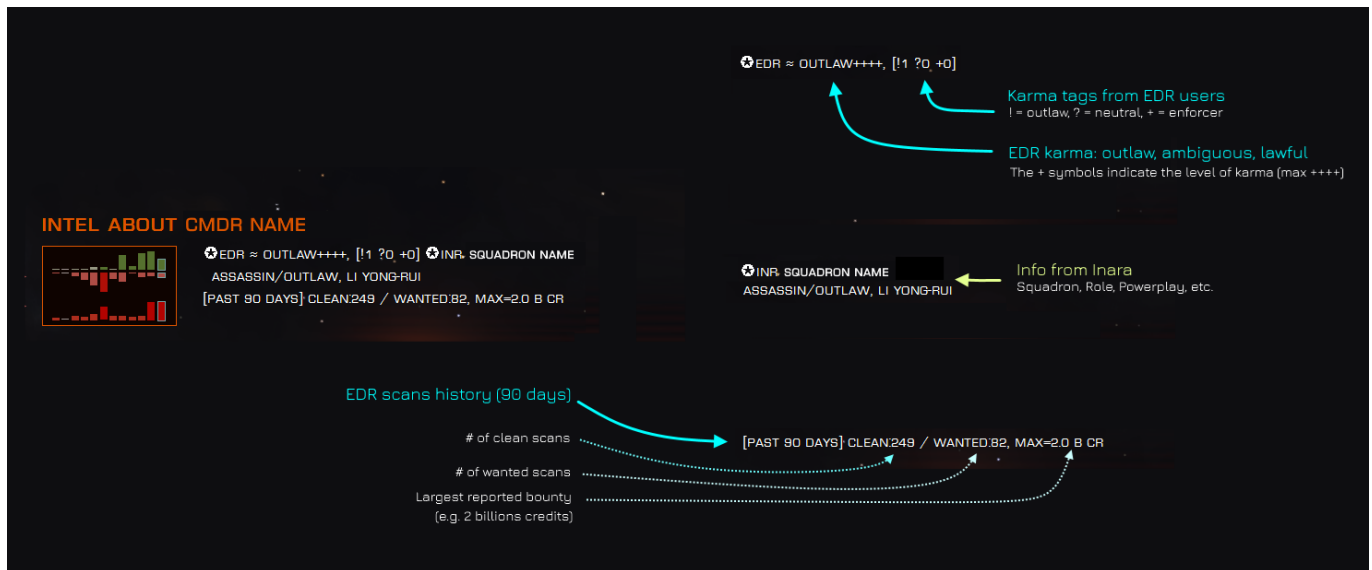 EDR ≈ OUTLAW++++, [!1 ?0 +0]
Karma tags from EDR users
! = outlaw, ? = neutral, + = enforcer
EDR karma: outlaw, ambiguous, lawful
The + symbols indicate the level of karma (max ++++)
INTEL ABOUT CMDR NAME
EDR ≈ OUTLAW++++, [!1 ?0 +0] INR. SQUADRON NAME
ASSASSIN/OUTLAW, LI YONG-RUI
[PAST 90 DAYS]: CLEAN:249 / WANTED:82, MAX=2.0 B CR
INR. SQUADRON NAME
ASSASSIN/OUTLAW, LI YONG-RUI
Info from Inara
Squadron, Role, Powerplay, etc.
EDR scans history (90 days)
# of clean scans
# of wanted scans
Largest reported bounty
(e.g. 2 billions credits)
[PAST 90 DAYS]: CLEAN:249 / WANTED:82, MAX=2.0 B CR